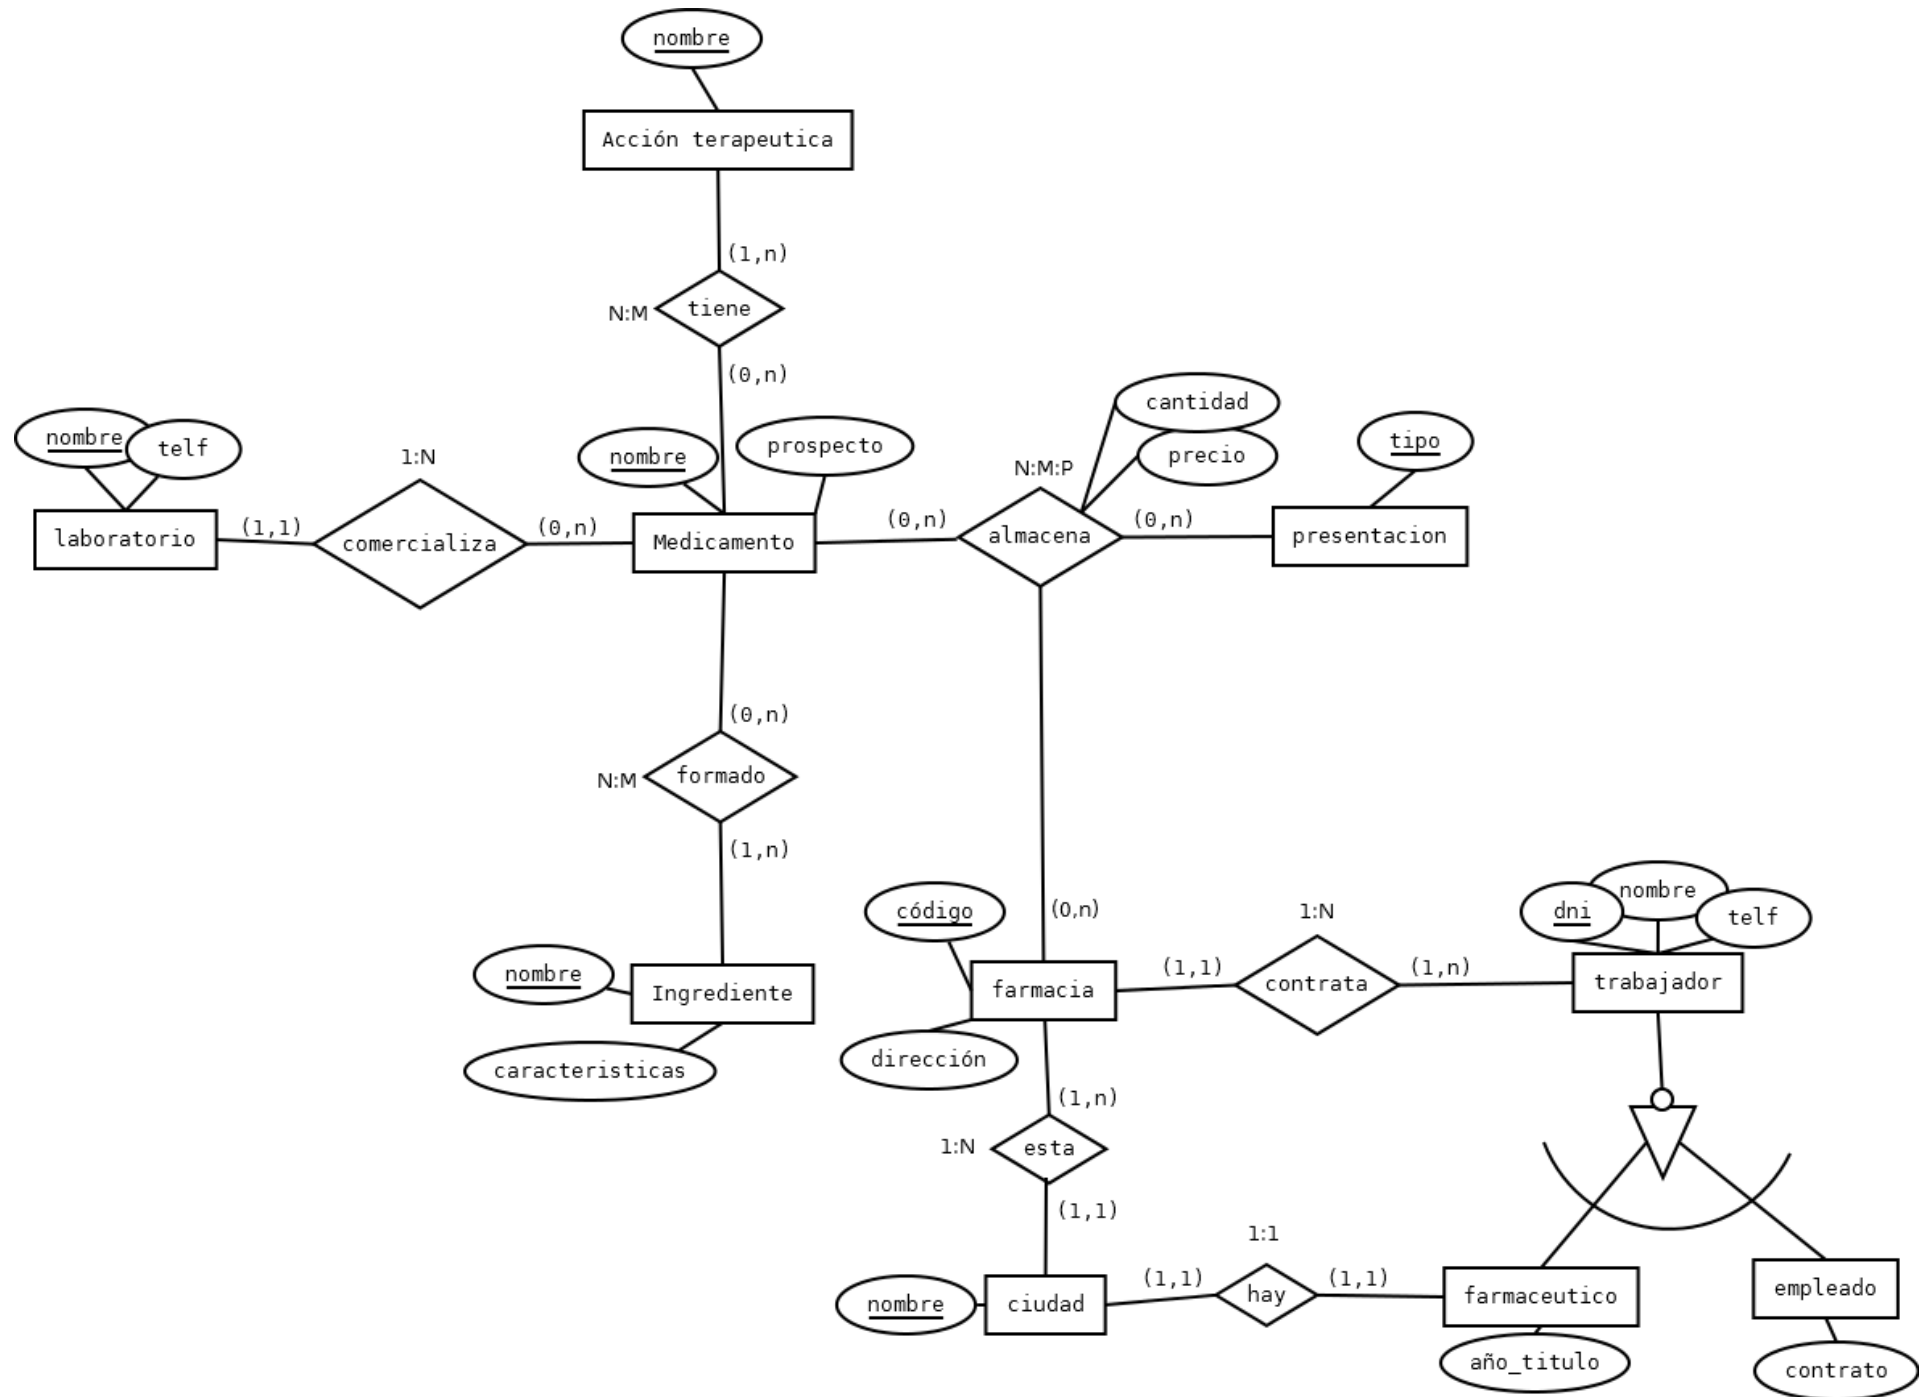 nombre
Acción terapeutica
(1,n)
N:M
tiene
(0,n)
cantidad
nombre
telf
1:N
nombre
prospecto
precio
tipo
N:M:P
laboratorio
(1,1)
comercializa
(0,n)
Medicamento
(0,n)
almacena
(0,n)
presentacion
(0,n)
N:M
formado
(1,n)
nombre
Ingrediente
caracteristicas
código
(0,n)
1:N
dni
nombre
telf
farmacia
(1,1)
contrata
(1,n)
trabajador
dirección
(1,n)
1:N
esta
(1,1)
1:1
nombre
ciudad
(1,1)
hay
(1,1)
farmaceutico
empleado
año_titulo
contrato